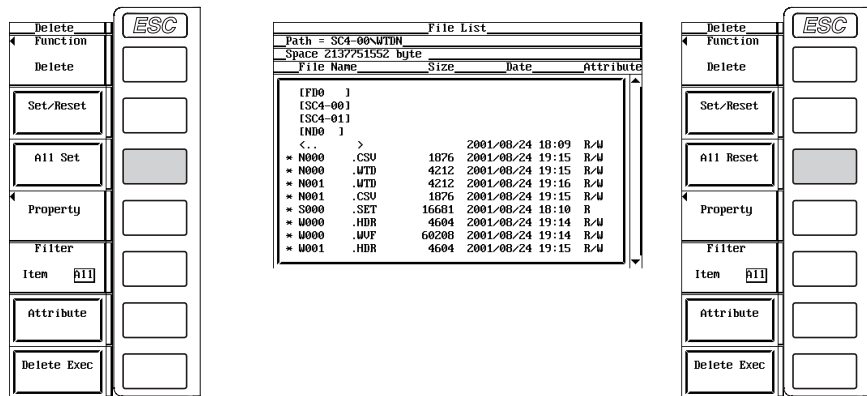 Delete
Function
Delete
Set/Reset
All Set
Property
Filter
Item All
Attribute
Delete Exec
ESC
File List
Path = SC4-00\WTDN
Space 2137751552 byte
File Name Size Date Attribute
[FD0 ]
[SC4-00]
[SC4-01]
[ND0 ]
<.. > 2001/08/24 18:09 R/W
* N000 .CSV 1876 2001/08/24 19:15 R/W
* N000 .WTD 4212 2001/08/24 19:15 R/W
* N001 .WTD 4212 2001/08/24 19:16 R/W
* N001 .CSV 1876 2001/08/24 19:15 R/W
* S000 .SET 16681 2001/08/24 18:10 R
* W000 .HDR 4604 2001/08/24 19:14 R/W
* W000 .WVF 60208 2001/08/24 19:14 R/W
* W001 .HDR 4604 2001/08/24 19:15 R/W
Delete
Function
Delete
Set/Reset
All Reset
Property
Filter
Item All
Attribute
Delete Exec
ESC